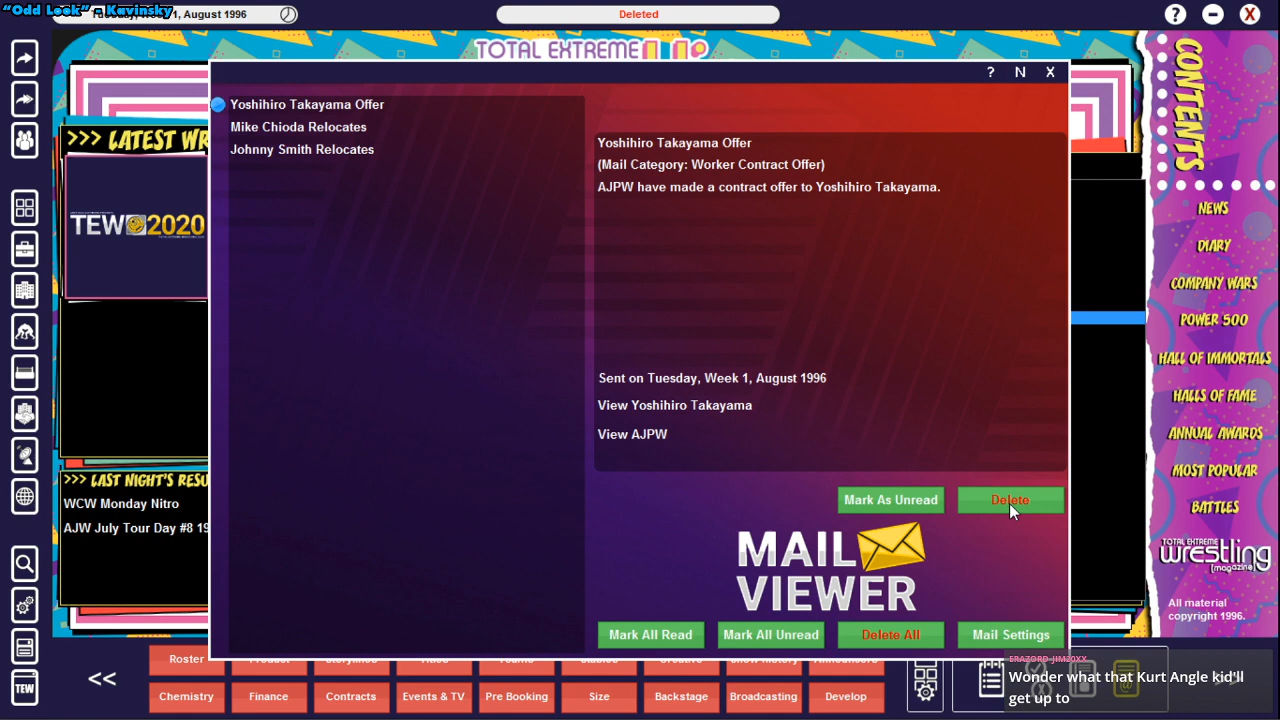 "Odd Look" - Kavinsky
1, August 1996
Deleted
?
X
TOTAL EXTREME
? N X
>>> LATEST WR
TEW 2020
>>> LAST NIGHT'S RESU
WCW Monday Nitro
AJW July Tour Day #8 19
Yoshihiro Takayama Offer
Mike Chioda Relocates
Johnny Smith Relocates
Yoshihiro Takayama Offer
(Mail Category: Worker Contract Offer)
AJPW have made a contract offer to Yoshihiro Takayama.
Sent on Tuesday, Week 1, August 1996
View Yoshihiro Takayama
View AJPW
Mark As Unread
Delete
MAIL
VIEWER
Mark All Read
Mark All Unread
Delete All
Mail Settings
CONTENTS
NEWS
DIARY
COMPANY WARS
POWER 500
HALL OF IMMORTALS
HALLS OF FAME
ANNUAL AWARDS
MOST POPULAR
BATTLES
TOTAL EXTREME
wrestling
[magazine]
All material
copyright 1996.
TEW
<<
Roster
Chemistry
Finance
Contracts
Events & TV
Pre Booking
Size
Backstage
Broadcasting
Develop
ERAZORD_JIM20XX
Wonder what that Kurt Angle kid'll
get up to